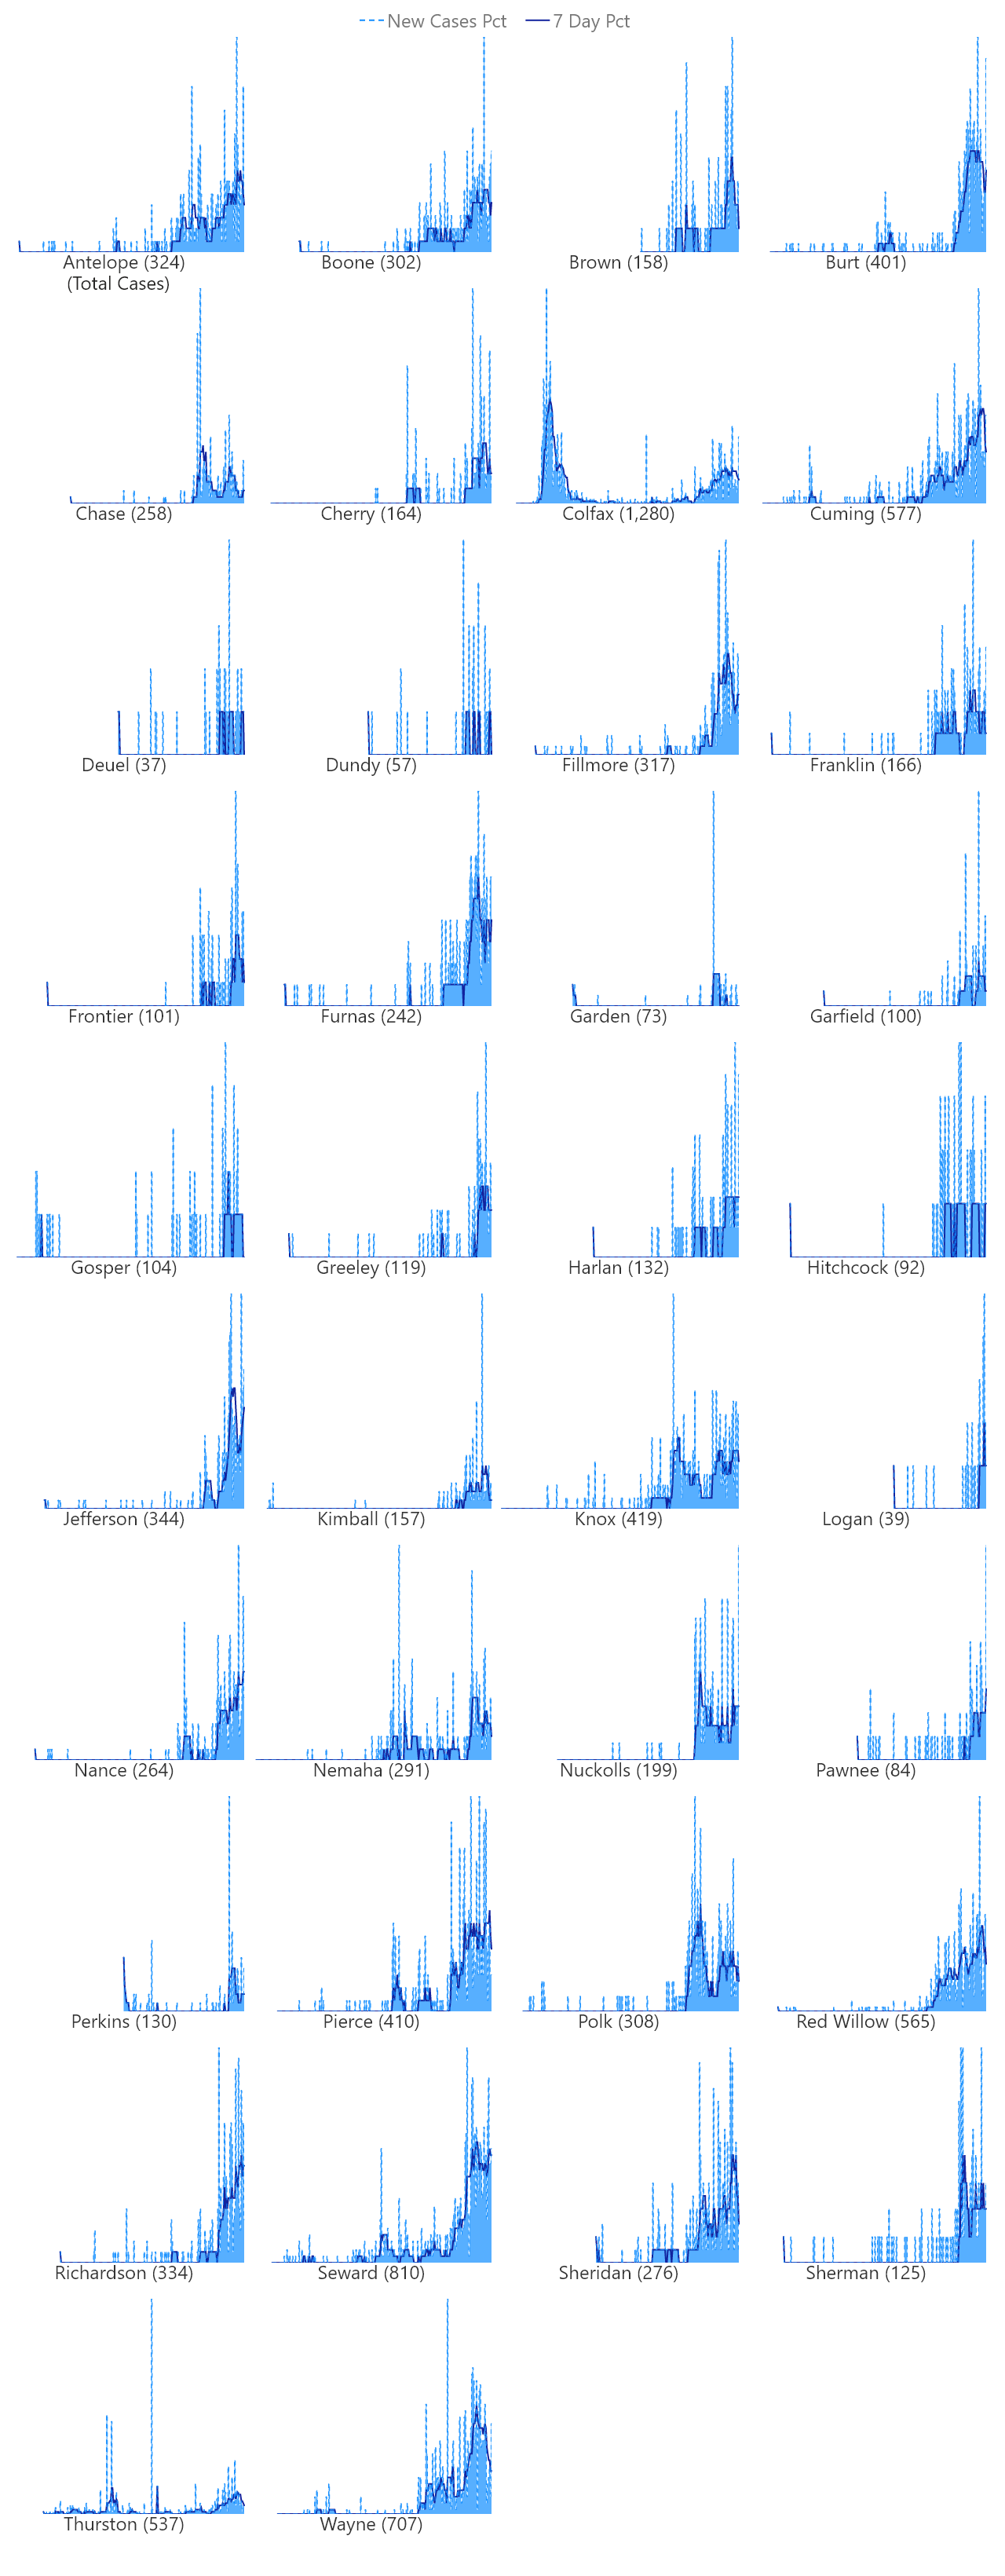 New Cases Pct 7 Day Pct
Antelope (324) Boone (302) Brown (158) Burt (401)
(Total Cases)
Chase (258) Cherry (164) Colfax (1,280) Cuming (577)
Deuel (37) Dundy (57) Fillmore (317) Franklin (166)
Frontier (101) Furnas (242) Garden (73) Garfield (100)
Gosper (104) Greeley (119) Harlan (132) Hitchcock (92)
Jefferson (344) Kimball (157) Knox (419) Logan (39)
Nance (264) Nemaha (291) Nuckolls (199) Pawnee (84)
Perkins (130) Pierce (410) Polk (308) Red Willow (565)
Richardson (334) Seward (810) Sheridan (276) Sherman (125)
Thurston (537) Wayne (707)